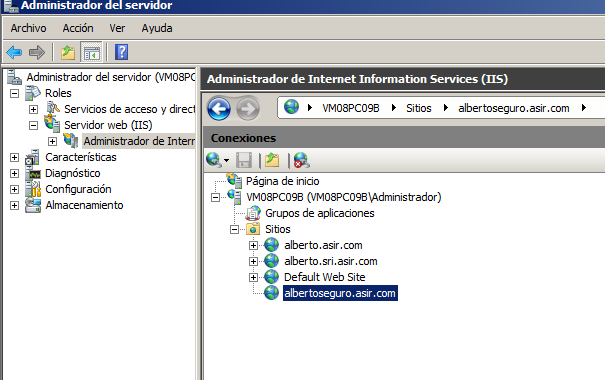 Administrador del servidor
Archivo Acción Ver Ayuda
Administrador del servidor (VM08PC
Roles
Servicios de acceso y direct
Servidor web (IIS)
Administrador de Intern
Características
Diagnóstico
Configuración
Almacenamiento
Administrador de Internet Information Services (IIS)
VM08PC09B Sitios albertoseguro.asir.com
Conexiones
Página de inicio
VM08PC09B (VM08PC09B\Administrador)
Grupos de aplicaciones
Sitios
alberto.asir.com
alberto.sri.asir.com
Default Web Site
albertoseguro.asir.com